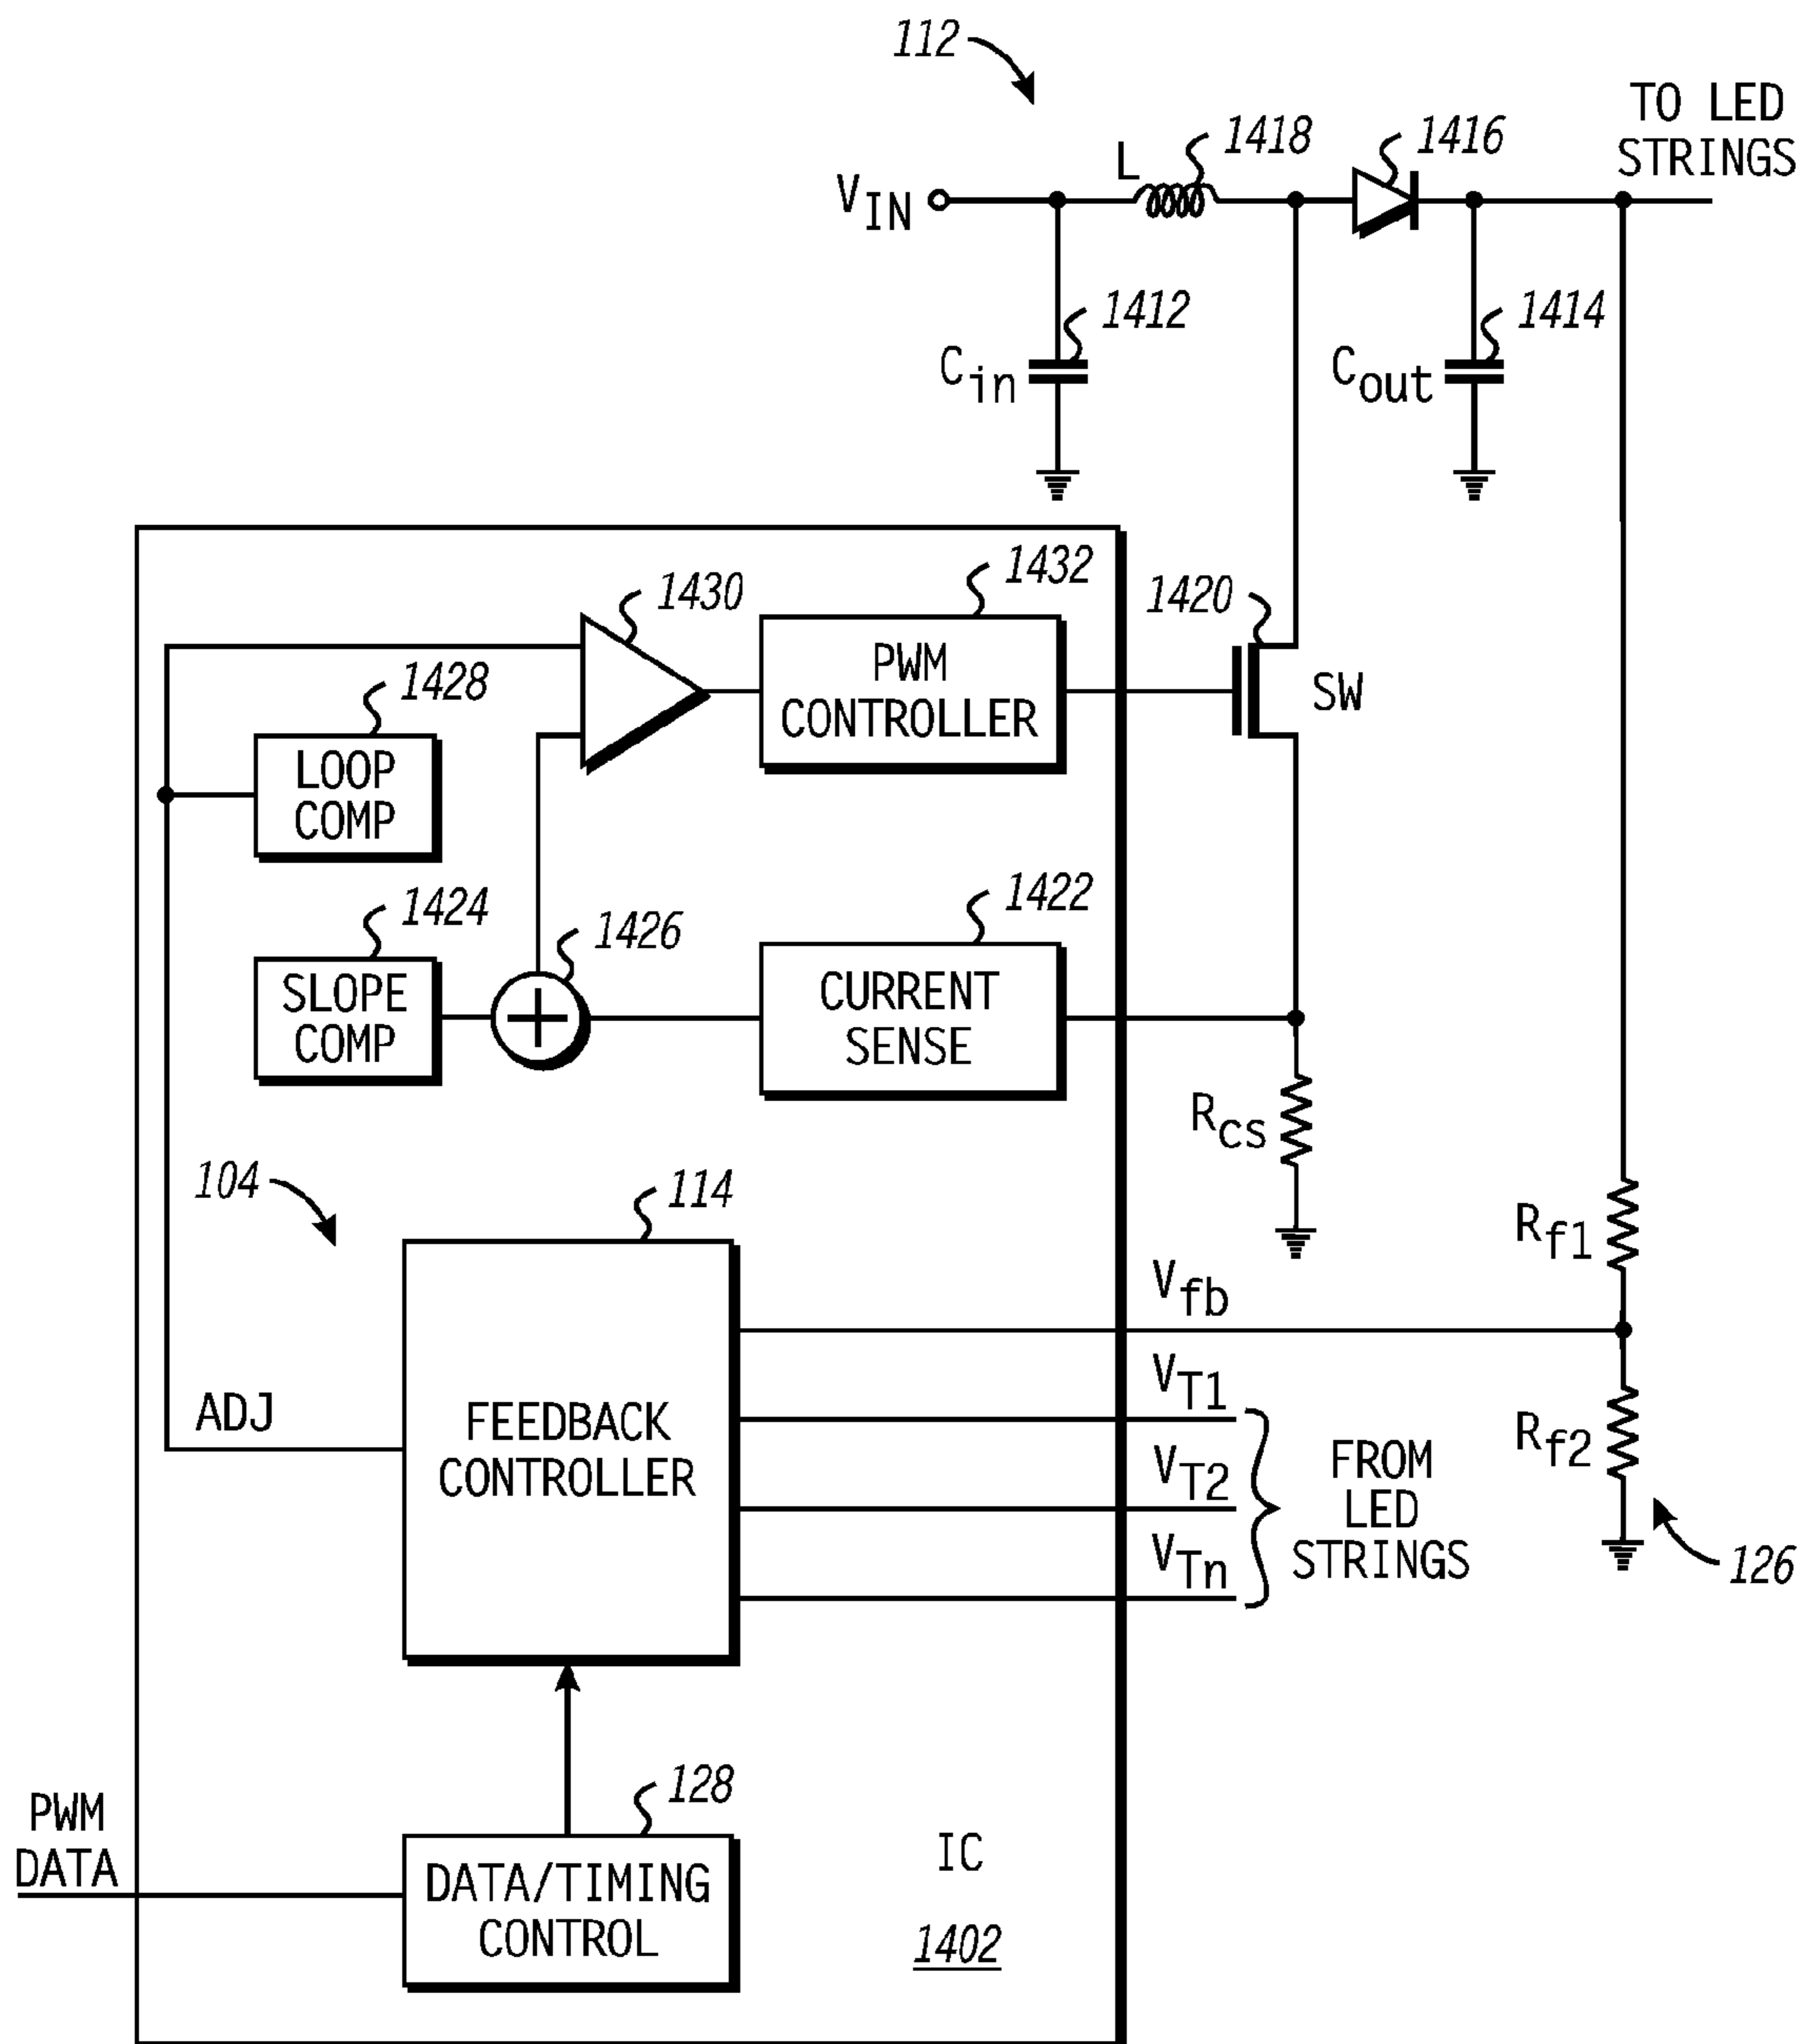 112
TO LED
STRINGS
L
1418
1416
VIN
1412
1414
Cin
Cout
1430
1432
1420
PWM
CONTROLLER
SW
1428
LOOP
COMP
1424
1426
1422
SLOPE
COMP
CURRENT
SENSE
Rcs
104
114
Rf1
Vfb
VT1
ADJ
FEEDBACK
CONTROLLER
VT2
VTn
FROM
LED
STRINGS
Rf2
126
128
PWM
DATA
DATA/TIMING
CONTROL
IC
1402